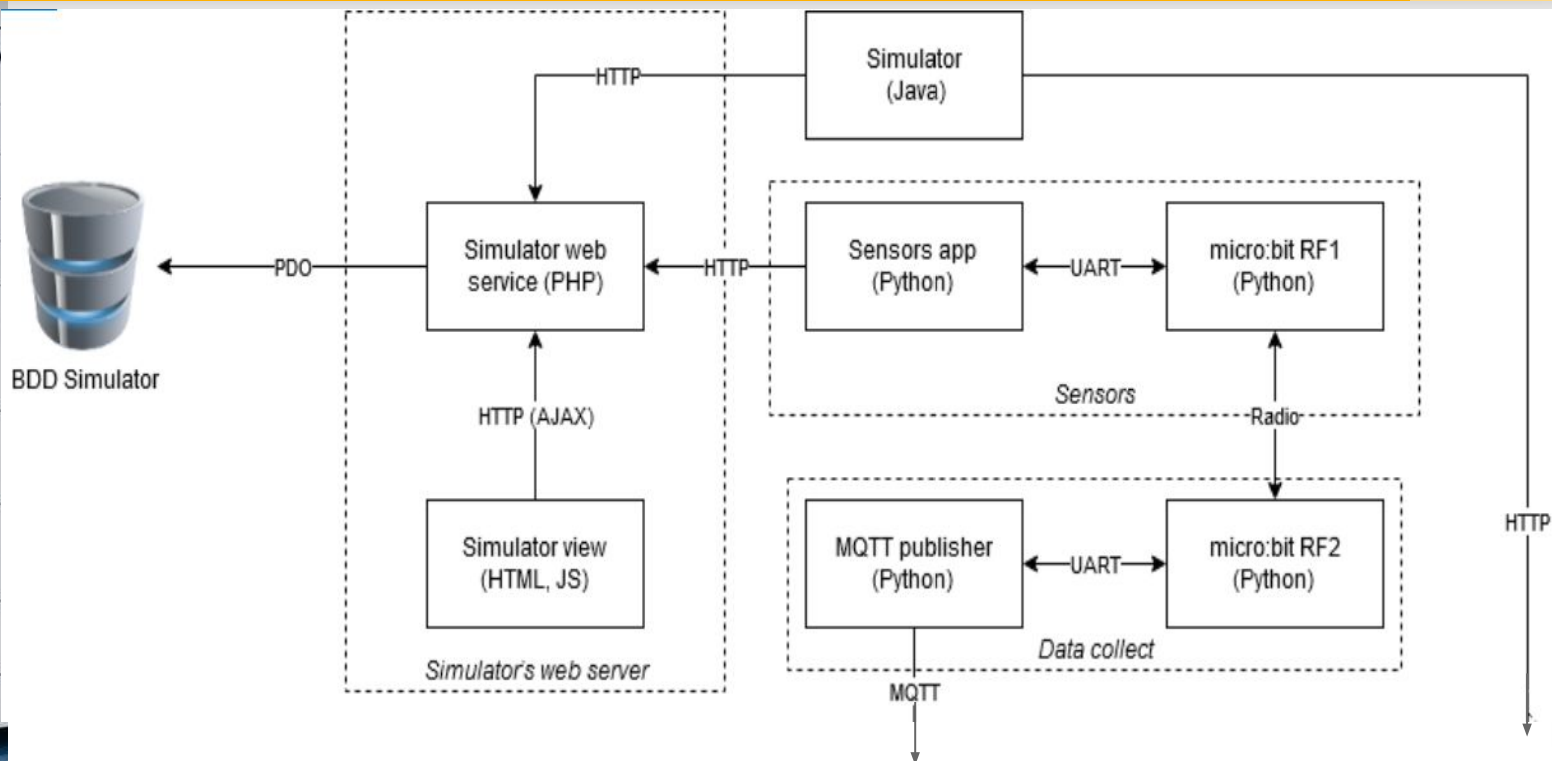 Simulator
(Java)
HTTP
Simulator web
service (PHP)
Sensors app
(Python)
micro:bit RF1
(Python)
PDO
HTTP
UART
BDD Simulator
Sensors
HTTP (AJAX)
Radio
Simulator view
(HTML, JS)
MQTT publisher
(Python)
micro:bit RF2
(Python)
UART
HTTP
Data collect
Simulator's web server
MQTT